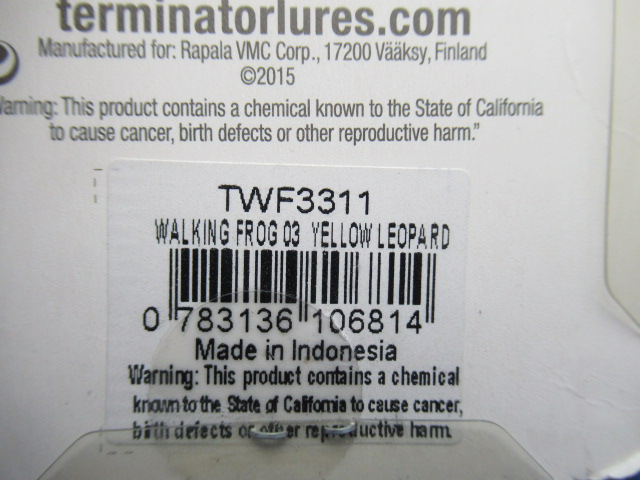 terminatorlures.com
Manufactured for: Rapala VMC Corp., 17200 Vääksy, Finland
©2015
Warning: This product contains a chemical known to the State of California
to cause cancer, birth defects or other reproductive harm."
TWF3311
WALKING FROG 03 YELLOW LEOPARD
0 783136 106814
Made in Indonesia
Warning: This product contains a chemical
known to the State of California to cause cancer,
birth defects or other reproductive harm.